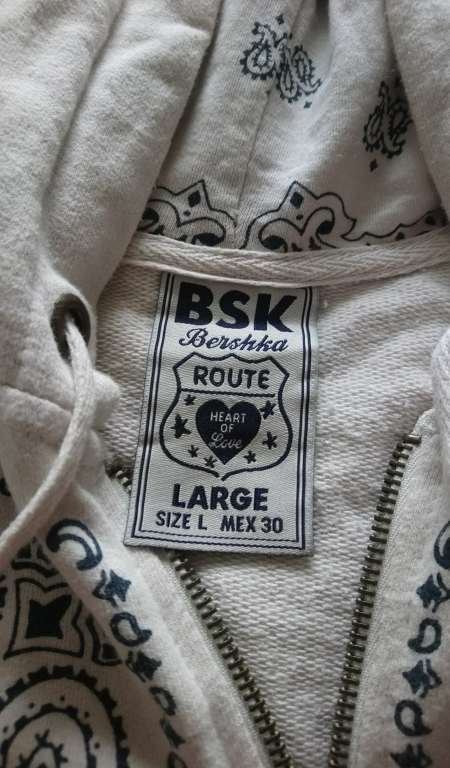 BSK
Bershka
ROUTE
HEART
OF
Love
LARGE
SIZE L MEX 30